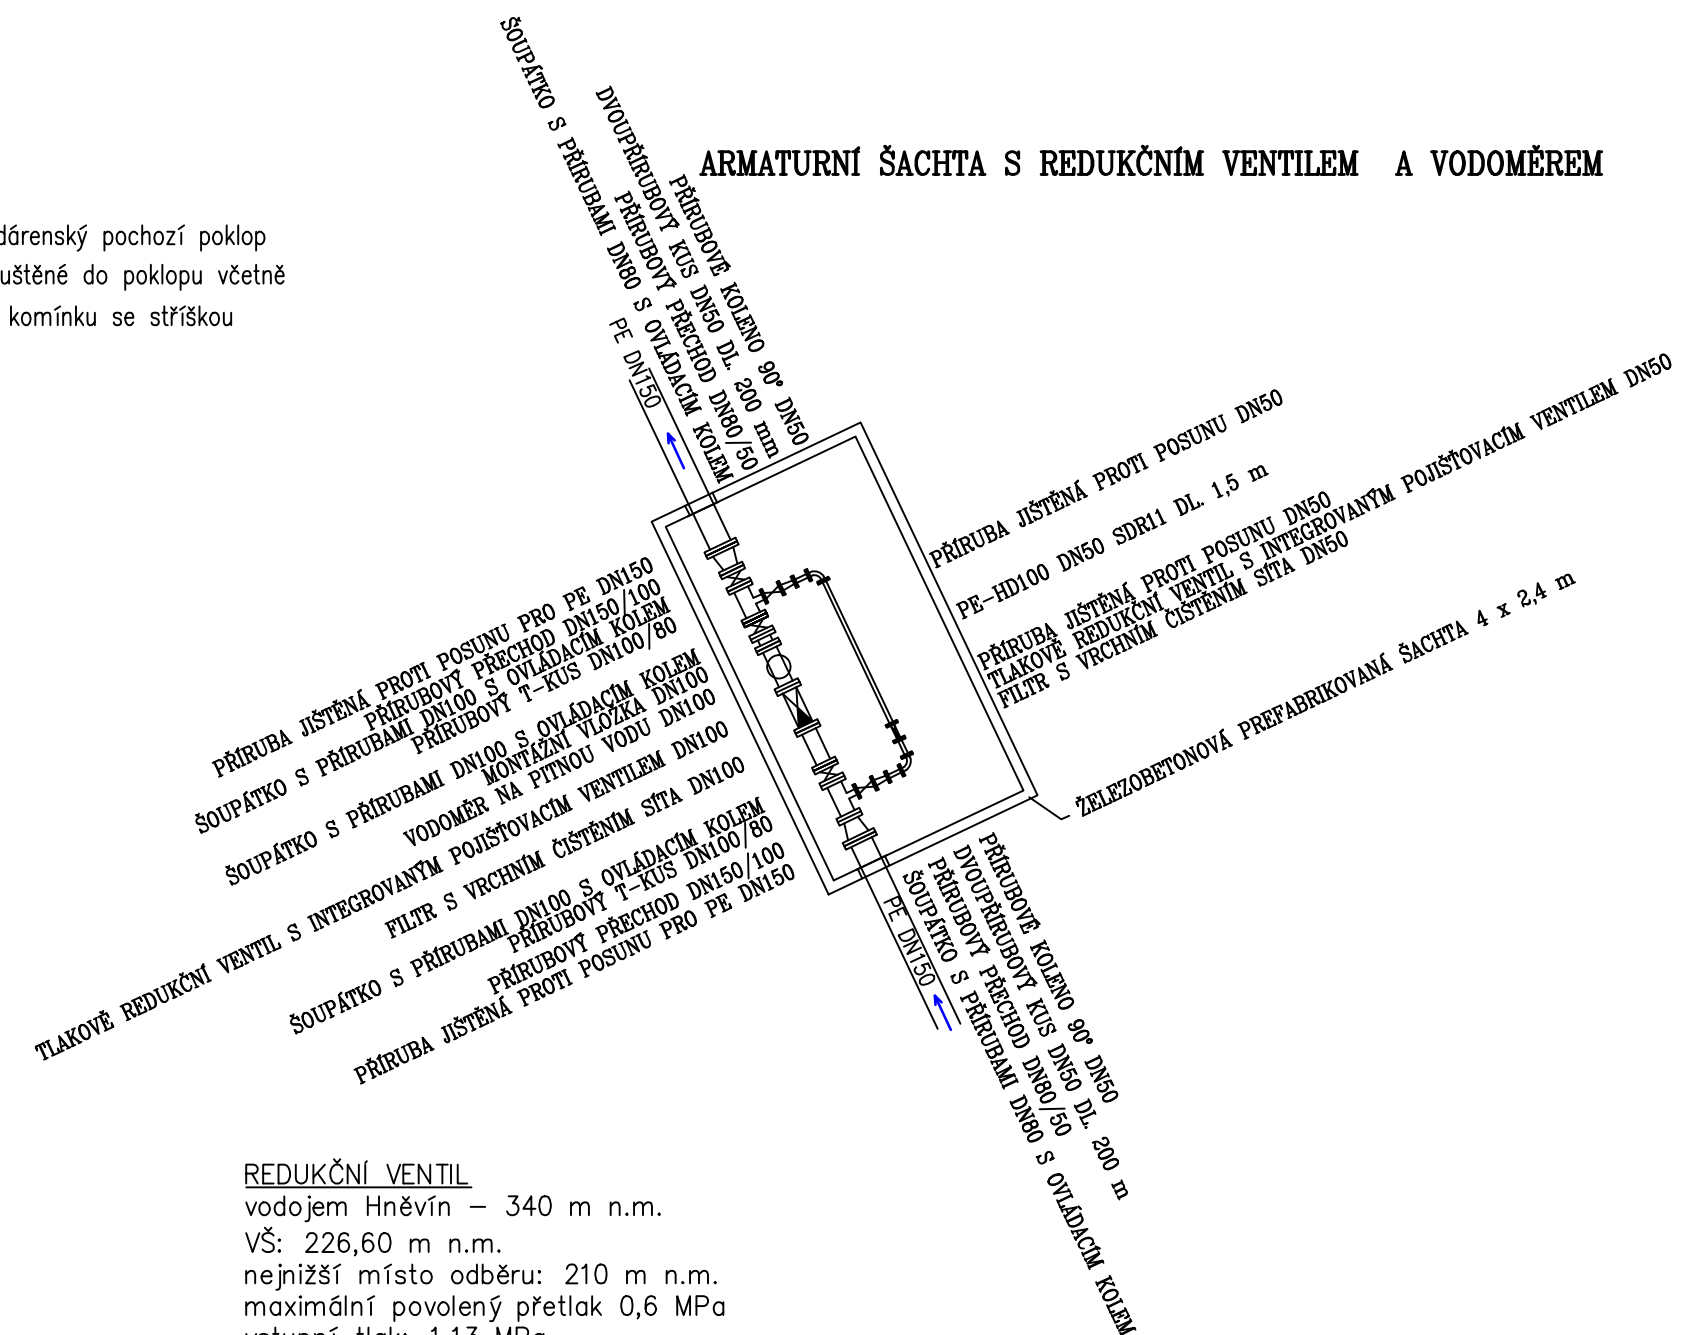 ŠOUPÁTKO S PŘÍRUBAMI DN80 S OVLÁDACÍM KOLEM
PŘÍRUBOVÝ PŘECHOD DN80/50
DVOUPŘÍRUBOVÝ KUS DN50 DL. 200 mm
PŘÍRUBOVÉ KOLENO 90° DN50
ARMATURNÍ ŠACHTA S REDUKČNÍM VENTILEM A VODOMĚREM
dárenský pochozí poklop
uštěné do poklopu včetně
komínku se stříškou
PE DN150
PŘÍRUBA JIŠTĚNÁ PROTI POSUNU DN50
PE-HD100 DN50 SDR11 DL. 1,5 m
PŘÍRUBA JIŠTĚNÁ PROTI POSUNU DN50
TLAKOVĚ REDUKČNÍ VENTIL S INTEGROVANÝM POJIŠŤOVACÍM VENTILEM DN50
FILTR S VRCHNÍM ČIŠTĚNÍM SÍTA DN50
ŽELEZOBETONOVÁ PREFABRIKOVANÁ ŠACHTA 4 x 2,4 m
PŘÍRUBA JIŠTĚNÁ PROTI POSUNU PRO PE DN150
PŘÍRUBOVÝ PŘECHOD DN150/100
ŠOUPÁTKO S PŘÍRUBAMI DN100 S OVLÁDACÍM KOLEM
PŘÍRUBOVÝ T-KUS DN100/80
ŠOUPÁTKO S PŘÍRUBAMI DN100 S OVLÁDACÍM KOLEM
MONTÁŽNÍ VLOŽKA DN100
VODOMĚR NA PITNOU VODU DN100
TLAKOVĚ REDUKČNÍ VENTIL S INTEGROVANÝM POJIŠŤOVACÍM VENTILEM DN100
FILTR S VRCHNÍM ČIŠTĚNÍM SÍTA DN100
ŠOUPÁTKO S PŘÍRUBAMI DN100 S OVLÁDACÍM KOLEM
PŘÍRUBOVÝ T-KUS DN100/80
PŘÍRUBOVÝ PŘECHOD DN150/100
PŘÍRUBA JIŠTĚNÁ PROTI POSUNU PRO PE DN150
PE DN150
ŠOUPÁTKO S PŘÍRUBAMI DN80 S OVLÁDACÍM KOLEM
PŘÍRUBOVÝ PŘECHOD DN80/50
DVOUPŘÍRUBOVÝ KUS DN50 DL. 200 m
PŘÍRUBOVÉ KOLENO 90° DN50
REDUKČNÍ VENTIL
vodojem Hněvín – 340 m n.m.
VŠ: 226,60 m n.m.
nejnižší místo odběru: 210 m n.m.
maximální povolený přetlak 0,6 MPa
vstupní tlak: 1,13 MPa